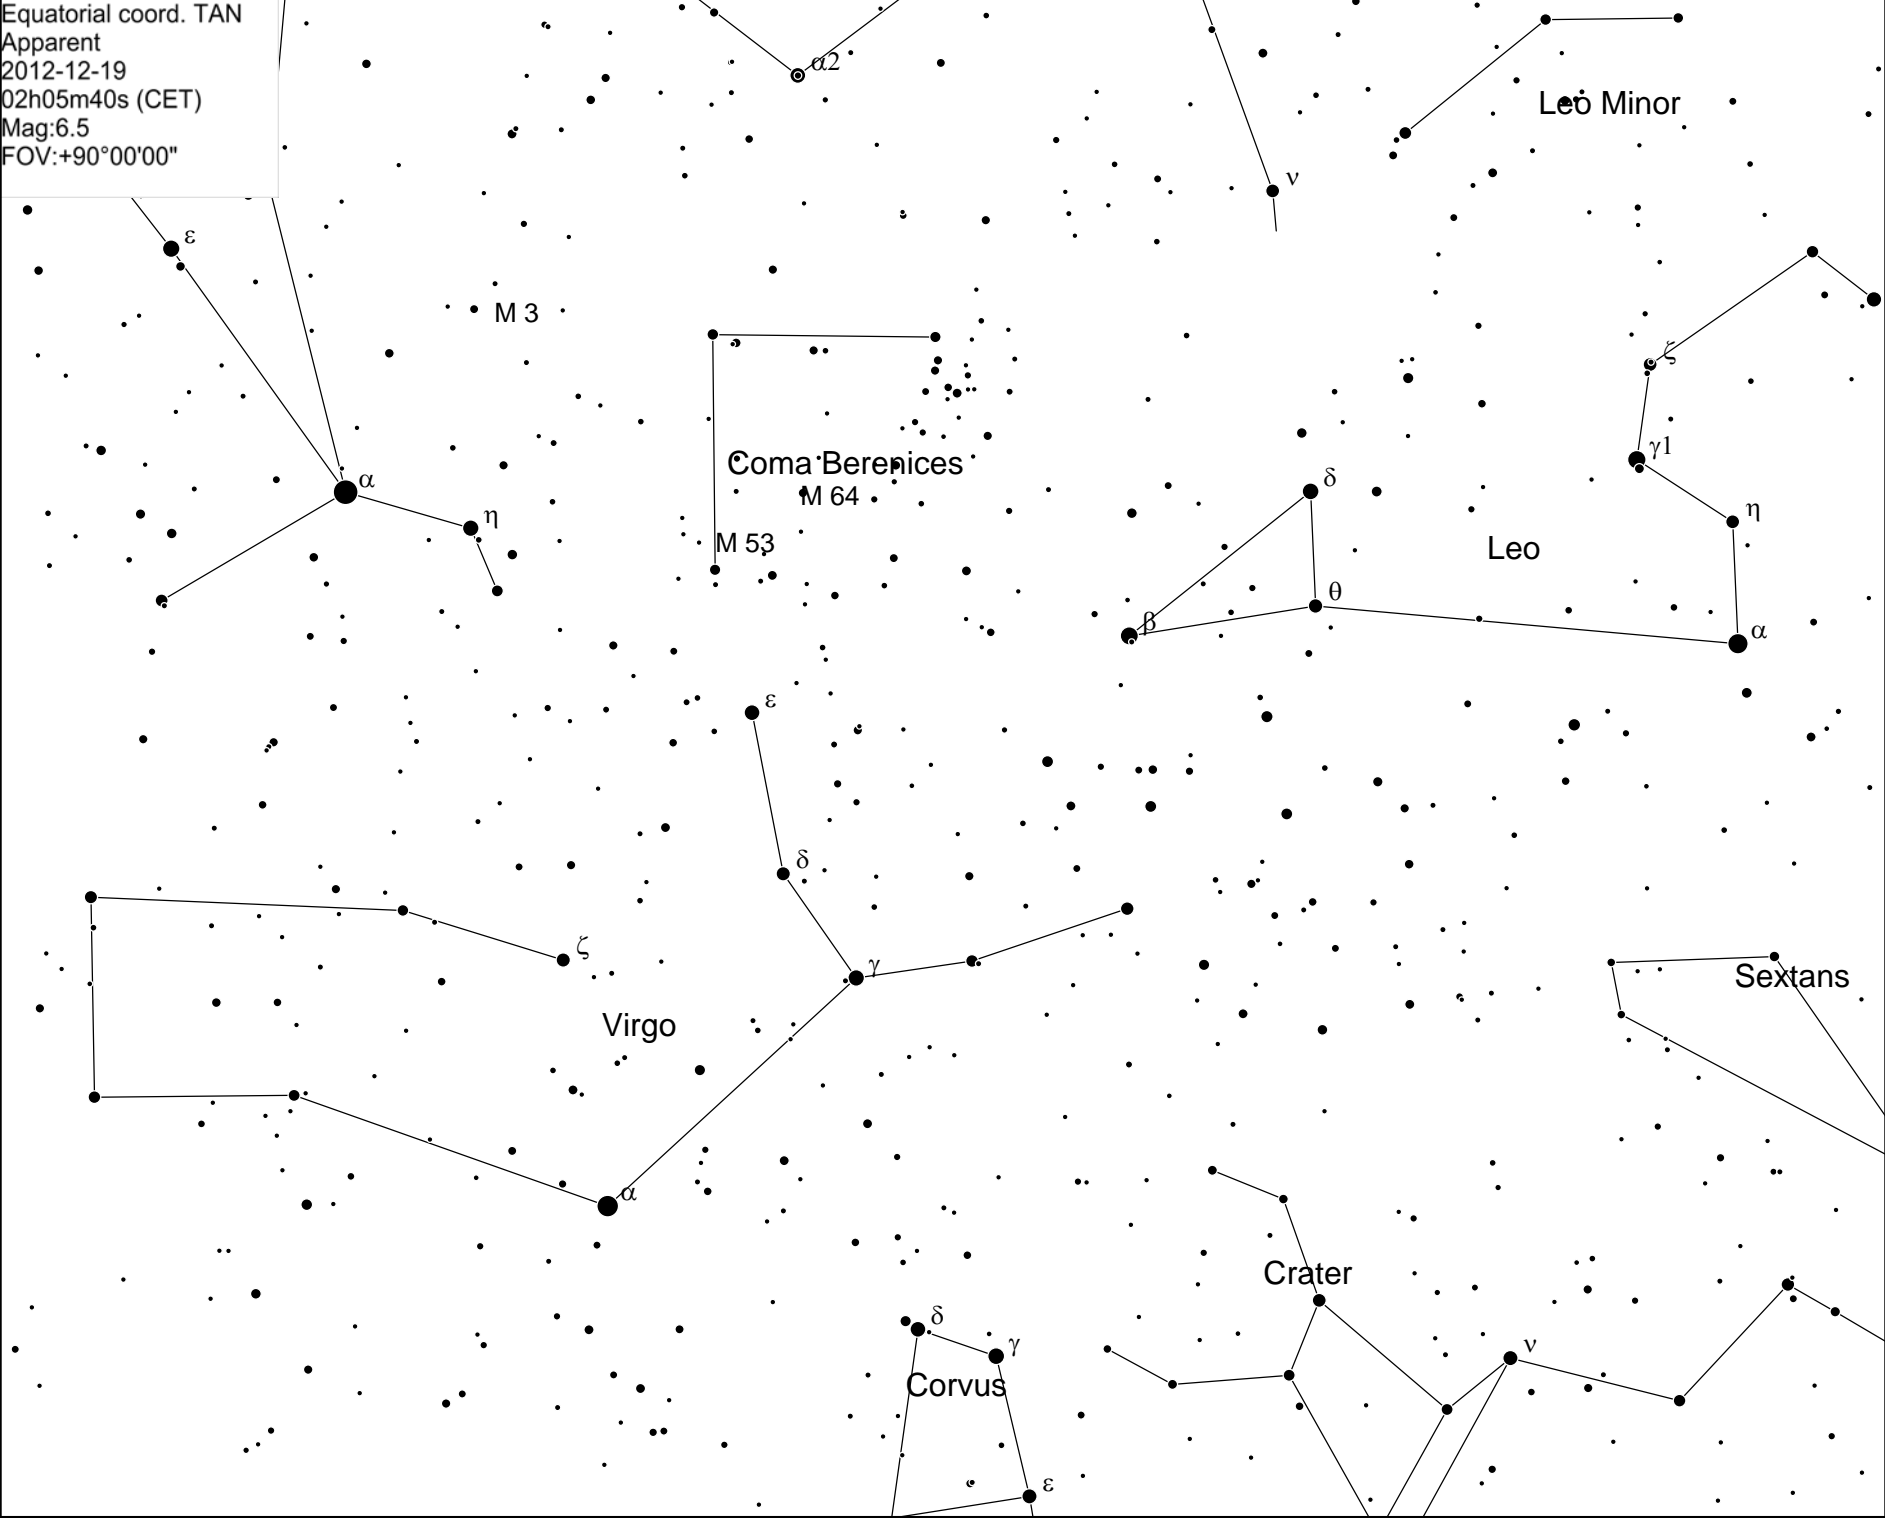 Equatorial coord. TAN
Apparent
2012-12-19
02h05m40s (CET)
Mag:6.5
FOV:+90°00'00"
α2
Leo Minor
ν
ε
M 3
ζ
γ1
Coma Berenices
α
δ
M 64
η
η
M 53
Leo
θ
β
α
ε
δ
ζ
γ
Sextans
Virgo
α
Crater
δ
γ
ν
Corvus
ε